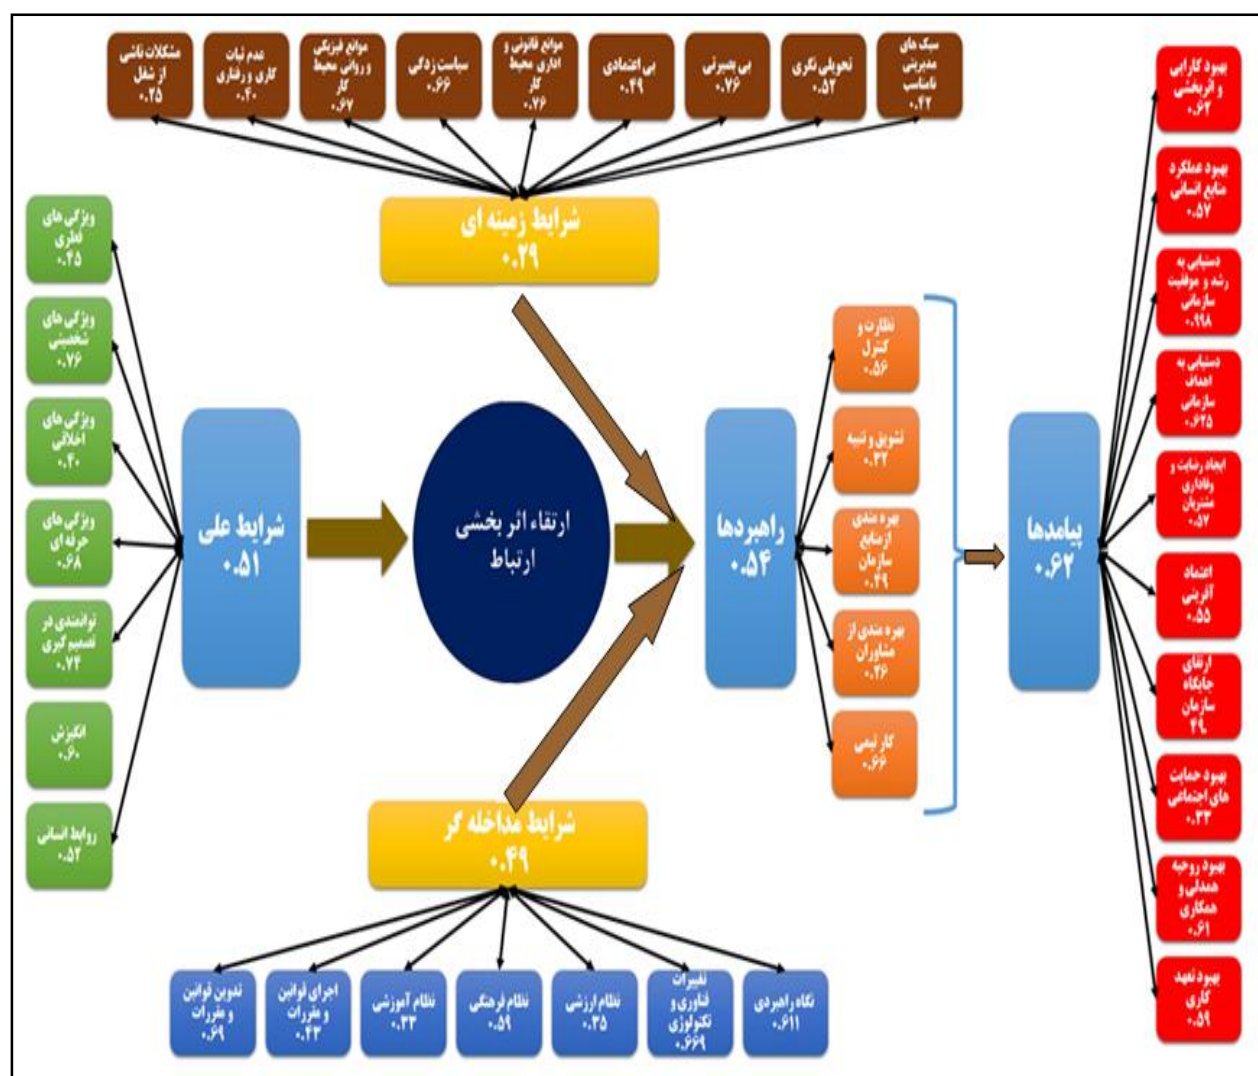 سبک های
مدیریتی
نامناسب
۰.۴۲
تحویلی نگری
۰.۵۲
بی بصیرتی
۰.۷۶
بی اعتمادی
۰.۴۹
موانع قانونی و
اداری محیط
کار
۰.۷۶
سیاست زدگی
۰.۶۶
موانع فیزیکی
و روانی محیط
کار
۰.۶۷
عدم ثبات
کاری و رفتاری
۰.۴۰
مشکلات ناشی
از شغل
۰.۲۵
شرایط زمینه ای
۰.۲۹
ویژگی های
فطری
۰.۴۵
ویژگی های
شخصیتی
۰.۷۶
ویژگی های
اخلاقی
۰.۴۰
ویژگی های
حرفه ای
۰.۶۸
توانمندی در
تصمیم گیری
۰.۷۴
انگیزش
۰.۶۰
روابط انسانی
۰.۵۲
شرایط علی
۰.۵۱
ارتقاء اثر بخشی
ارتباط
راهبردها
۰.۵۴
نظارت و
کنترل
۰.۵۶
تشویق و تنبیه
۰.۳۲
بهره مندی
از منابع
سازمان
۰.۴۹
بهره مندی از
مشاوران
۰.۲۶
کار تیمی
۰.۶۶
پیامدها
۰.۶۲
بهبود کارایی
و اثربخشی
۰.۶۲
بهبود عملکرد
منابع انسانی
۰.۵۷
دستیابی به
رشد و موفقیت
سازمانی
۰.۹۹۸
دستیابی به
اهداف
سازمانی
۰.۶۲۵
ایجاد رضایت و
وفاداری
مشتریان
۰.۵۷
اعتماد
آفرینی
۰.۵۵
ارتقای
جایگاه
سازمان
۴۹.
بهبود حمایت
های اجتماعی
۰.۳۳
بهبود روحیه
همدلی و
همکاری
۰.۶۱
بهبود تعهد
کاری
۰.۵۹
شرایط مداخله گر
۰.۴۹
نگاه راهبردی
۰.۶۱۱
تغییرات
فناوری و
تکنولوژی
۰.۶۶۹
نظام ارزشی
۰.۳۵
نظام فرهنگی
۰.۵۹
نظام آموزشی
۰.۳۳
اجرای قوانین
و مقررات
۰.۴۳
تدوین قوانین
و مقررات
۰.۶۹